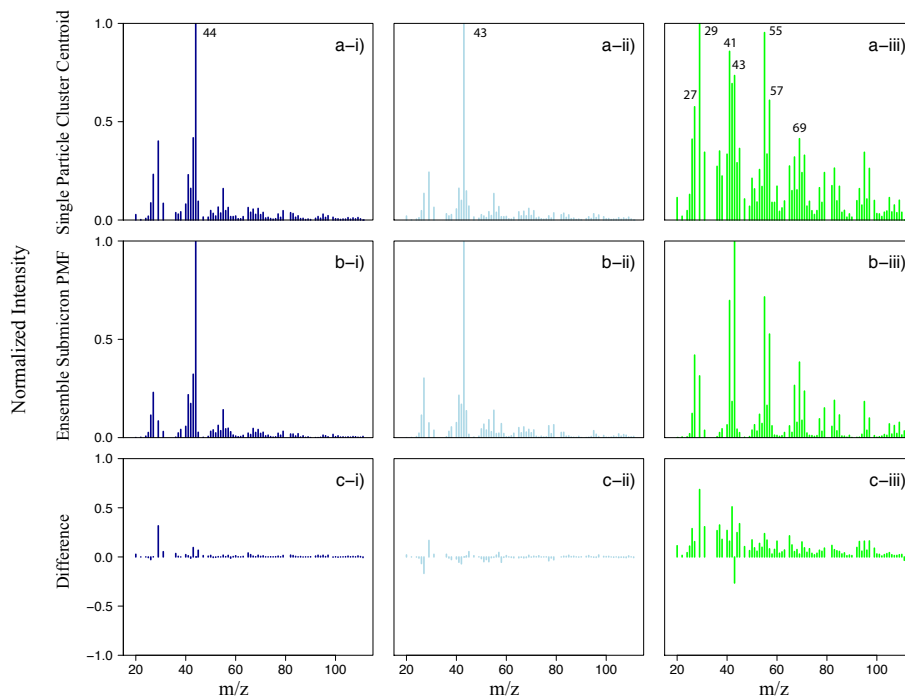 Normalized Intensity
Single Particle Cluster Centroid
1.0
0.5
0.0
44
a-i)
43
a-ii)
27
29
41
43
55
57
69
a-iii)
Ensemble Submicron PMF
1.0
0.5
0.0
b-i)
b-ii)
b-iii)
Difference
1.0
0.5
0.0
−0.5
−1.0
c-i)
c-ii)
c-iii)
20 40 60 80 100
20 40 60 80 100
20 40 60 80 100
m/z
m/z
m/z